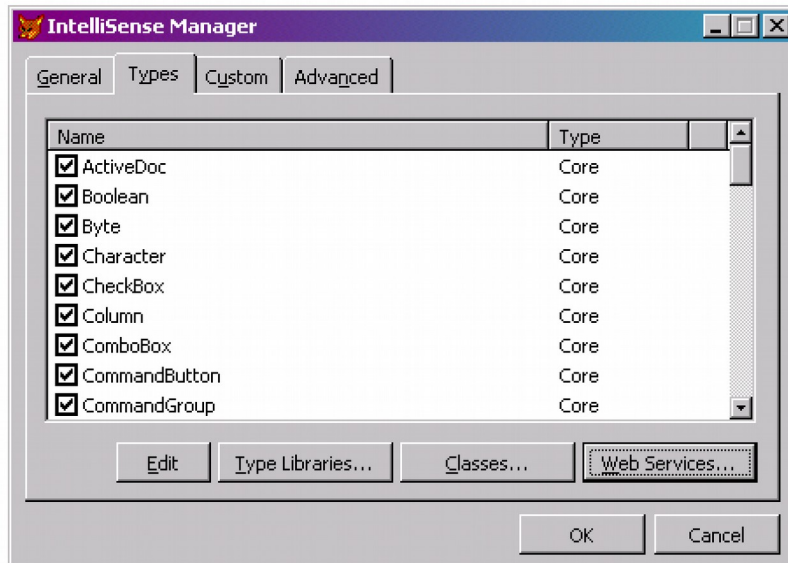 IntelliSense Manager
General Types Custom Advanced
Name Type
ActiveDoc Core
Boolean Core
Byte Core
Character Core
CheckBox Core
Column Core
ComboBox Core
CommandButton Core
CommandGroup Core
Edit Type Libraries... Classes... Web Services...
OK Cancel